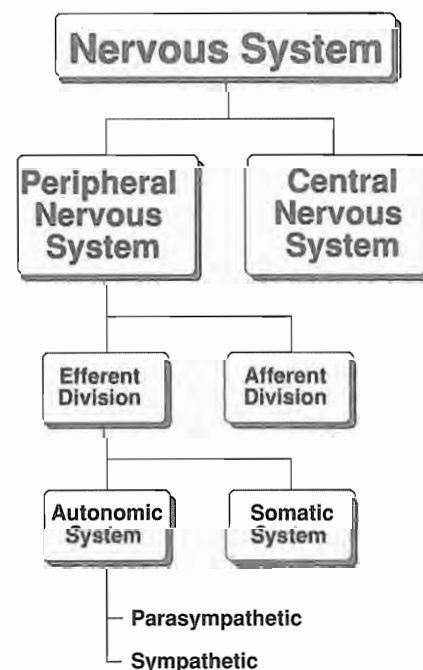 Nervous System
Peripheral
Nervous
System
Central
Nervous
System
Efferent
Division
Afferent
Division
Autonomic
System
Somatic
System
Parasympathetic
Sympathetic